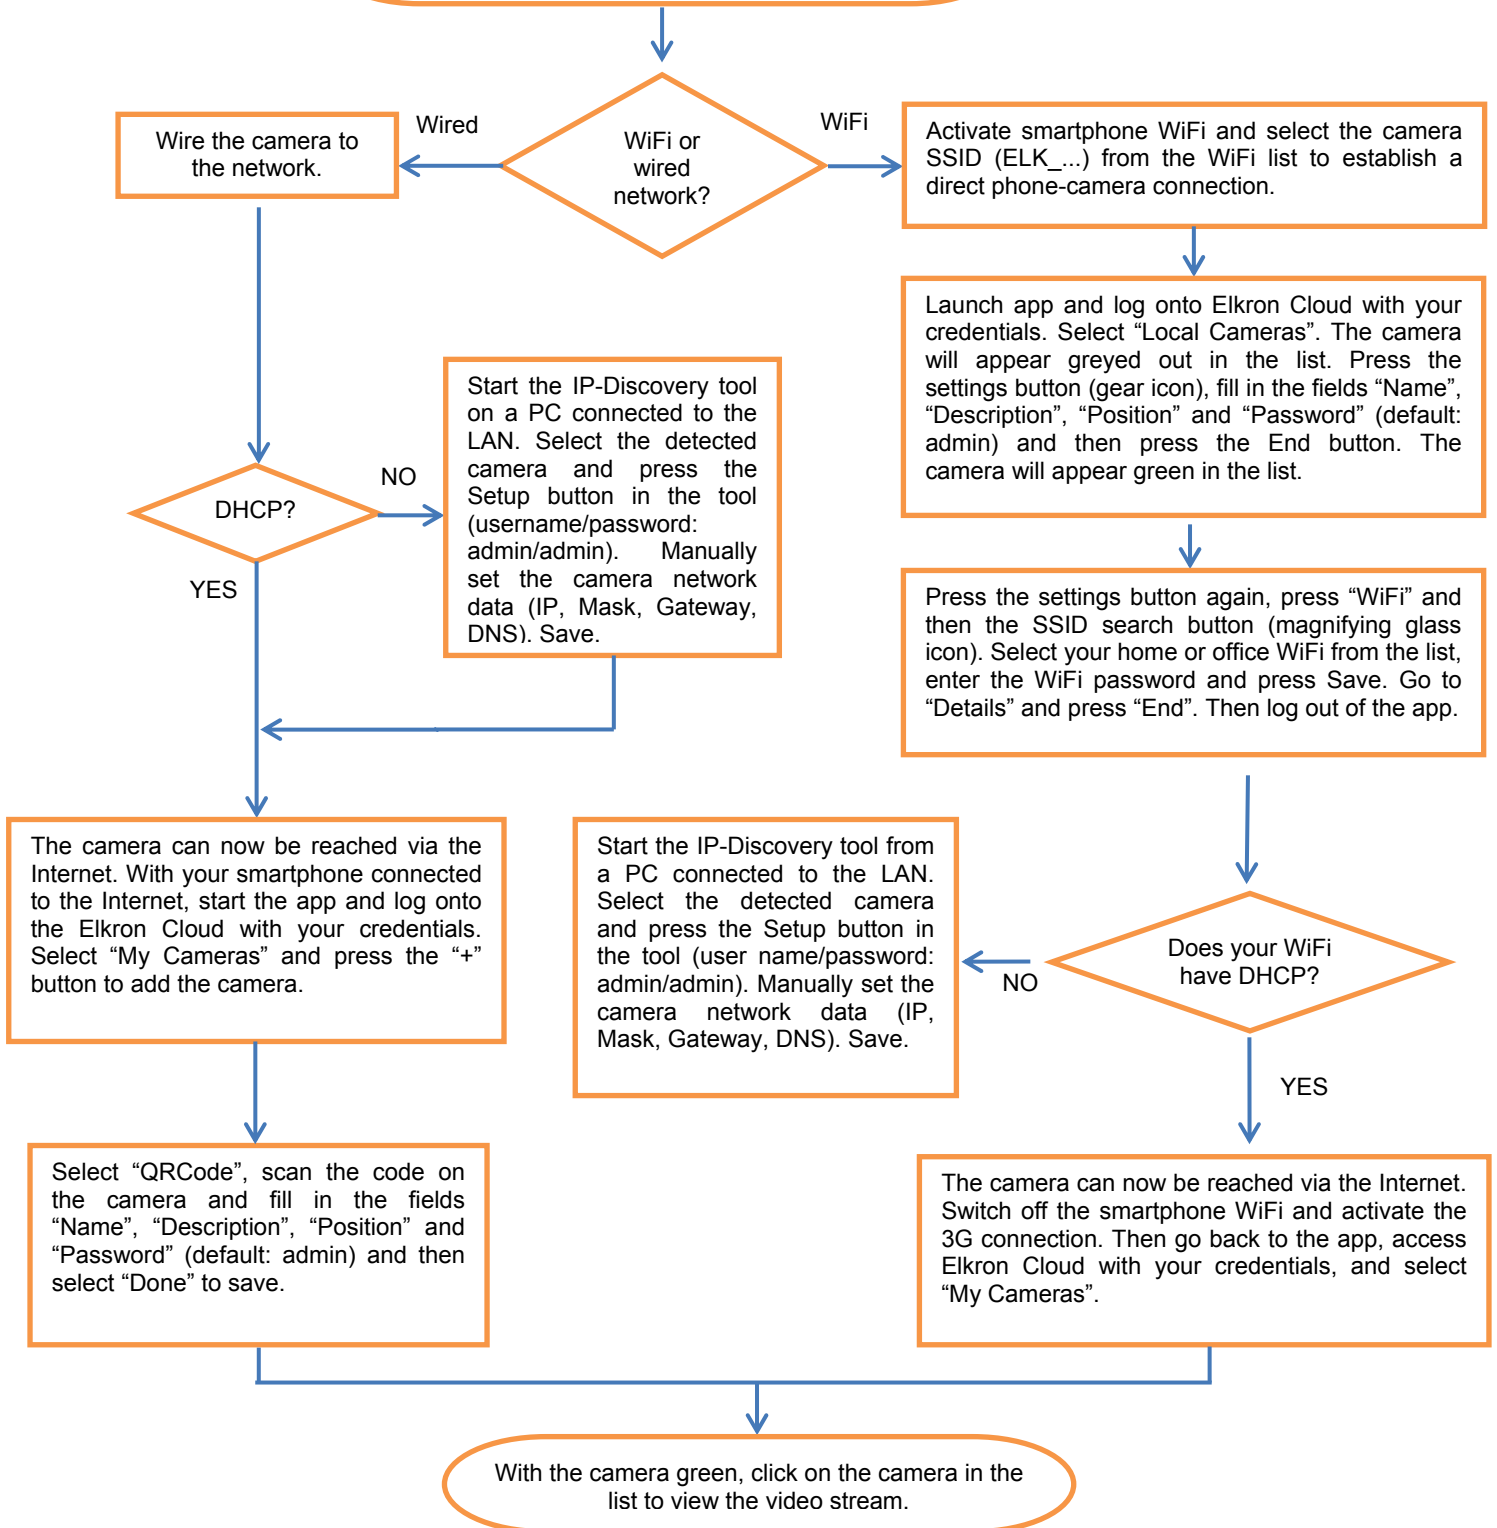 WiFi or
wired
network?
Wired
WiFi
Wire the camera to
the network.
Activate smartphone WiFi and select the camera
SSID (ELK_...) from the WiFi list to establish a
direct phone-camera connection.
Launch app and log onto Elkron Cloud with your
credentials. Select “Local Cameras”. The camera
will appear greyed out in the list. Press the
settings button (gear icon), fill in the fields “Name”,
“Description”, “Position” and “Password” (default:
admin) and then press the End button. The
camera will appear green in the list.
Start the IP-Discovery tool
on a PC connected to the
LAN. Select the detected
camera and press the
Setup button in the tool
(username/password:
admin/admin). Manually
set the camera network
data (IP, Mask, Gateway,
DNS). Save.
DHCP?
NO
YES
Press the settings button again, press “WiFi” and
then the SSID search button (magnifying glass
icon). Select your home or office WiFi from the list,
enter the WiFi password and press Save. Go to
“Details” and press “End”. Then log out of the app.
The camera can now be reached via the
Internet. With your smartphone connected
to the Internet, start the app and log onto
the Elkron Cloud with your credentials.
Select “My Cameras” and press the “+”
button to add the camera.
Start the IP-Discovery tool from
a PC connected to the LAN.
Select the detected camera
and press the Setup button in
the tool (user name/password:
admin/admin). Manually set the
camera network data (IP,
Mask, Gateway, DNS). Save.
Does your WiFi
have DHCP?
NO
YES
Select “QRCode”, scan the code on
the camera and fill in the fields
“Name”, “Description”, “Position” and
“Password” (default: admin) and then
select “Done” to save.
The camera can now be reached via the Internet.
Switch off the smartphone WiFi and activate the
3G connection. Then go back to the app, access
Elkron Cloud with your credentials, and select
“My Cameras”.
With the camera green, click on the camera in the
list to view the video stream.